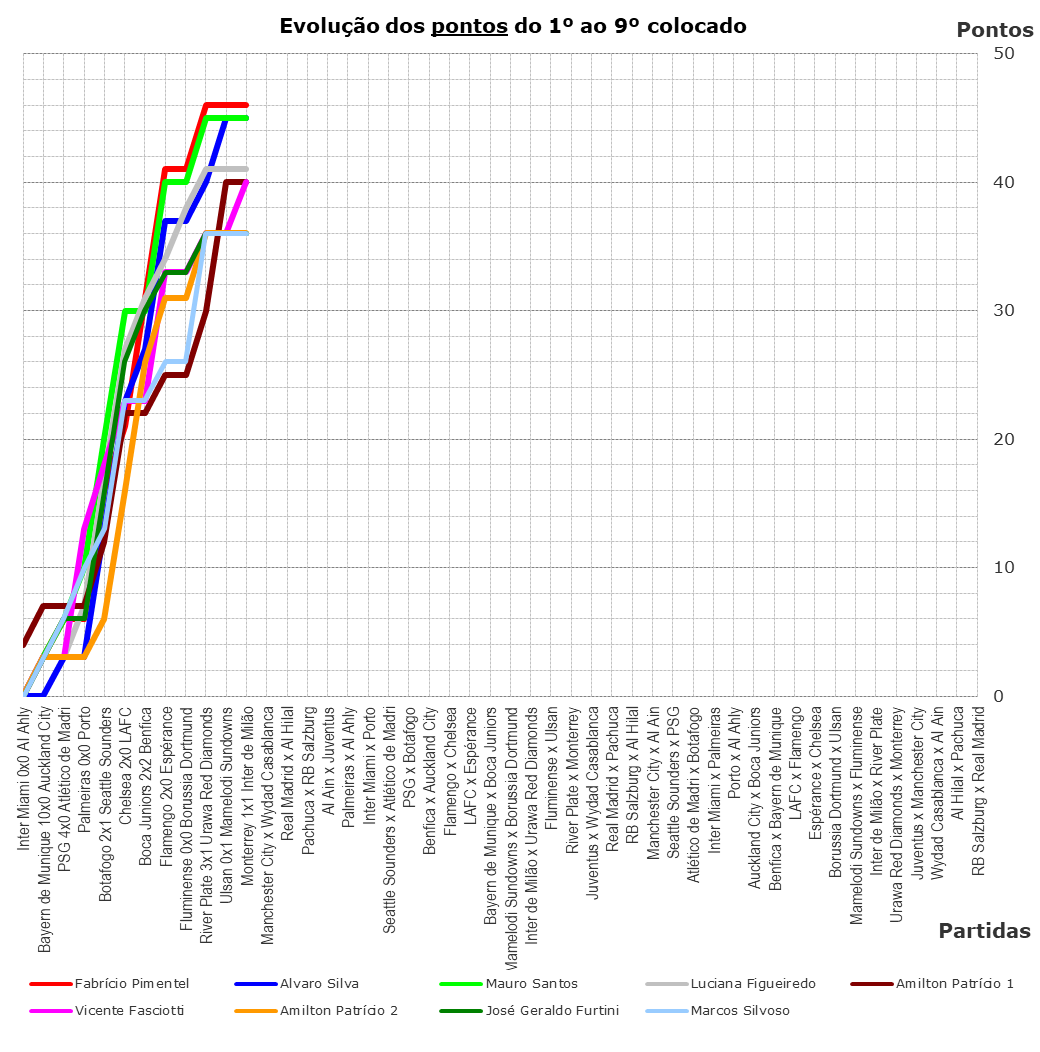 Evolução dos pontos do 1º ao 9º colocado
Pontos
50
40
30
20
10
0
Inter Miami 0x0 Al Ahly
Bayern de Munique 10x0 Auckland City
PSG 4x0 Atlético de Madri
Palmeiras 0x0 Porto
Botafogo 2x1 Seattle Sounders
Chelsea 2x0 LAFC
Boca Juniors 2x2 Benfica
Flamengo 2x0 Espérance
Fluminense 0x0 Borussia Dortmund
River Plate 3x1 Urawa Red Diamonds
Ulsan 0x1 Mamelodi Sundowns
Monterrey 1x1 Inter de Milão
Manchester City x Wydad Casablanca
Real Madrid x Al Hilal
Pachuca x RB Salzburg
Al Ain x Juventus
Palmeiras x Al Ahly
Inter Miami x Porto
Seattle Sounders x Atlético de Madri
PSG x Botafogo
Benfica x Auckland City
Flamengo x Chelsea
LAFC x Espérance
Bayern de Munique x Boca Juniors
Mamelodi Sundowns x Borussia Dortmund
Inter de Milão x Urawa Red Diamonds
Fluminense x Ulsan
River Plate x Monterrey
Juventus x Wydad Casablanca
Real Madrid x Pachuca
RB Salzburg x Al Hilal
Manchester City x Al Ain
Seattle Sounders x PSG
Atlético de Madri x Botafogo
Inter Miami x Palmeiras
Porto x Al Ahly
Auckland City x Boca Juniors
Benfica x Bayern de Munique
LAFC x Flamengo
Espérance x Chelsea
Borussia Dortmund x Ulsan
Mamelodi Sundowns x Fluminense
Inter de Milão x River Plate
Urawa Red Diamonds x Monterrey
Juventus x Manchester City
Wydad Casablanca x Al Ain
Al Hilal x Pachuca
RB Salzburg x Real Madrid
Partidas
Fabrício Pimentel
Alvaro Silva
Mauro Santos
Luciana Figueiredo
Amilton Patrício 1
Vicente Fasciotti
Amilton Patrício 2
José Geraldo Furtini
Marcos Silvoso